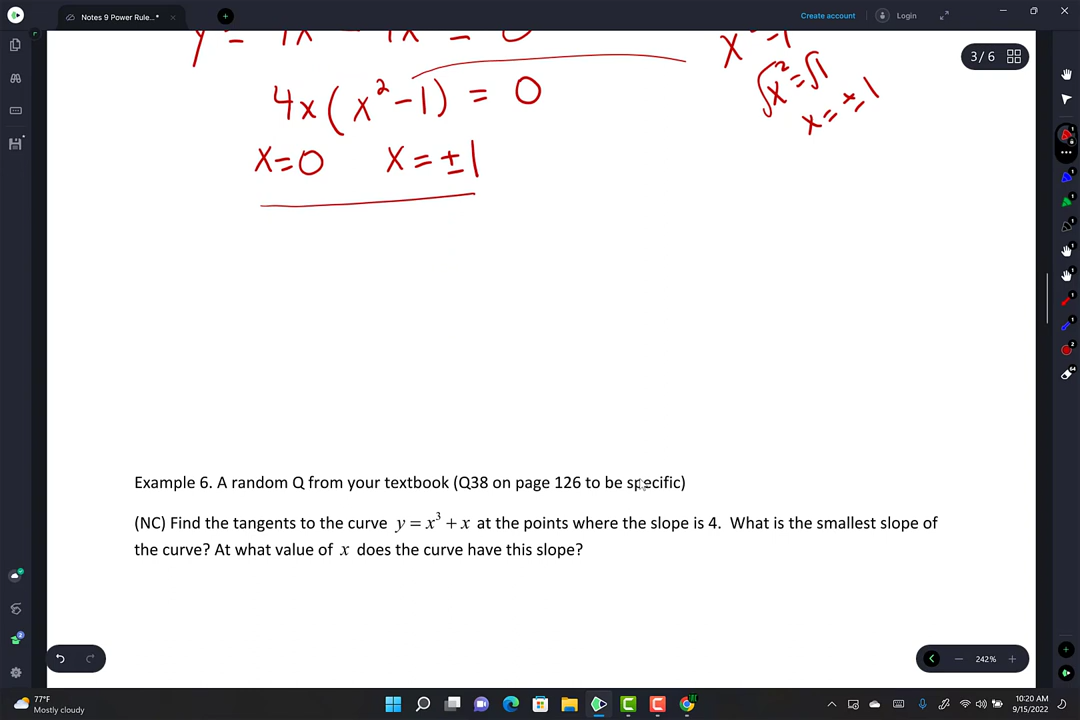 Notes 9 Power Rule...*
Create account
Login
3 / 6
√x² = √1
x = ±1
4x(x² - 1) = 0
x=0 x = ±1
Example 6. A random Q from your textbook (Q38 on page 126 to be specific)
(NC) Find the tangents to the curve y = x³ + x at the points where the slope is 4. What is the smallest slope of
the curve? At what value of x does the curve have this slope?
242%
77°F
Mostly cloudy
10:20 AM
9/15/2022